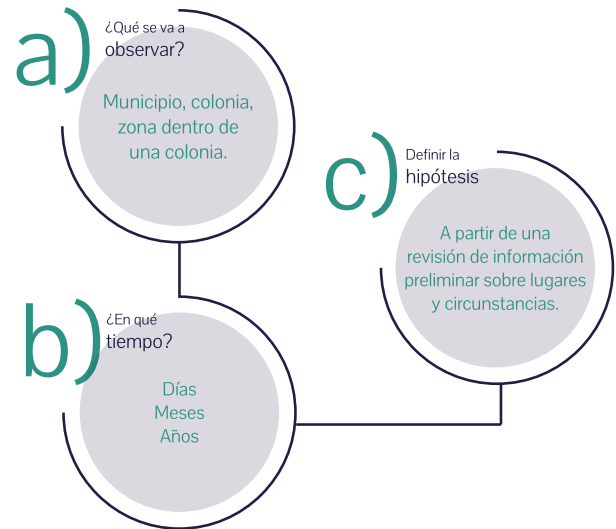 a)
¿Qué se va a
observar?
Municipio, colonia,
zona dentro de
una colonia.
b)
¿En qué
tiempo?
Días
Meses
Años
c)
Definir la
hipótesis
A partir de una
revisión de información
preliminar sobre lugares
y circunstancias.